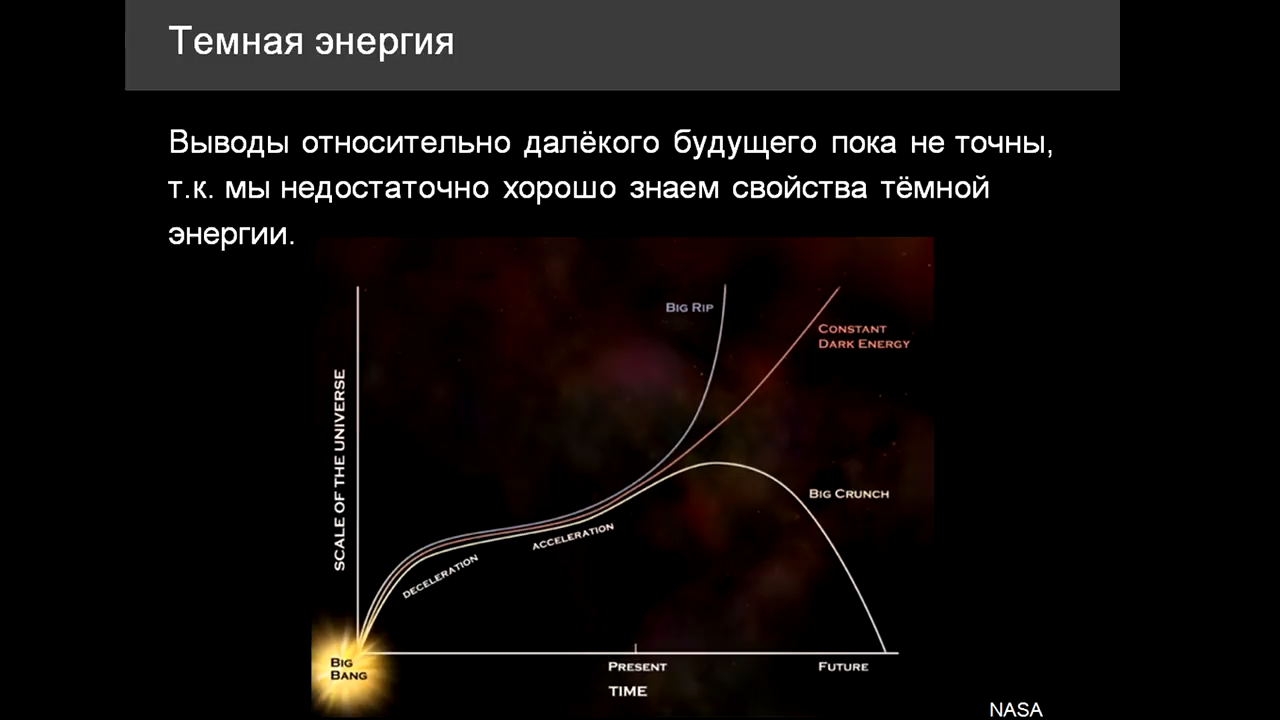 Темная энергия
Выводы относительно далёкого будущего пока не точны,
т.к. мы недостаточно хорошо знаем свойства тёмной
энергии.
BIG RIP
CONSTANT
DARK ENERGY
SCALE OF THE UNIVERSE
BIG CRUNCH
ACCELERATION
DECELERATION
BIG
BANG
PRESENT
FUTURE
TIME
NASA